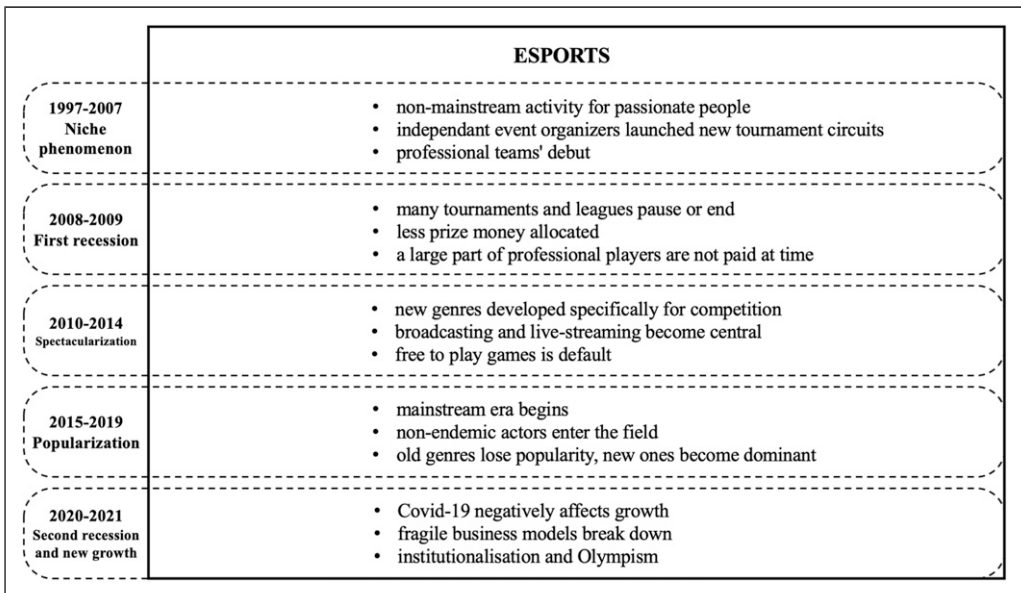 ESPORTS
1997-2007
Niche
phenomenon
• non-mainstream activity for passionate people
• independant event organizers launched new tournament circuits
• professional teams' debut
2008-2009
First recession
• many tournaments and leagues pause or end
• less prize money allocated
• a large part of professional players are not paid at time
2010-2014
Spectacularization
• new genres developed specifically for competition
• broadcasting and live-streaming become central
• free to play games is default
2015-2019
Popularization
• mainstream era begins
• non-endemic actors enter the field
• old genres lose popularity, new ones become dominant
2020-2021
Second recession
and new growth
• Covid-19 negatively affects growth
• fragile business models break down
• institutionalisation and Olympism